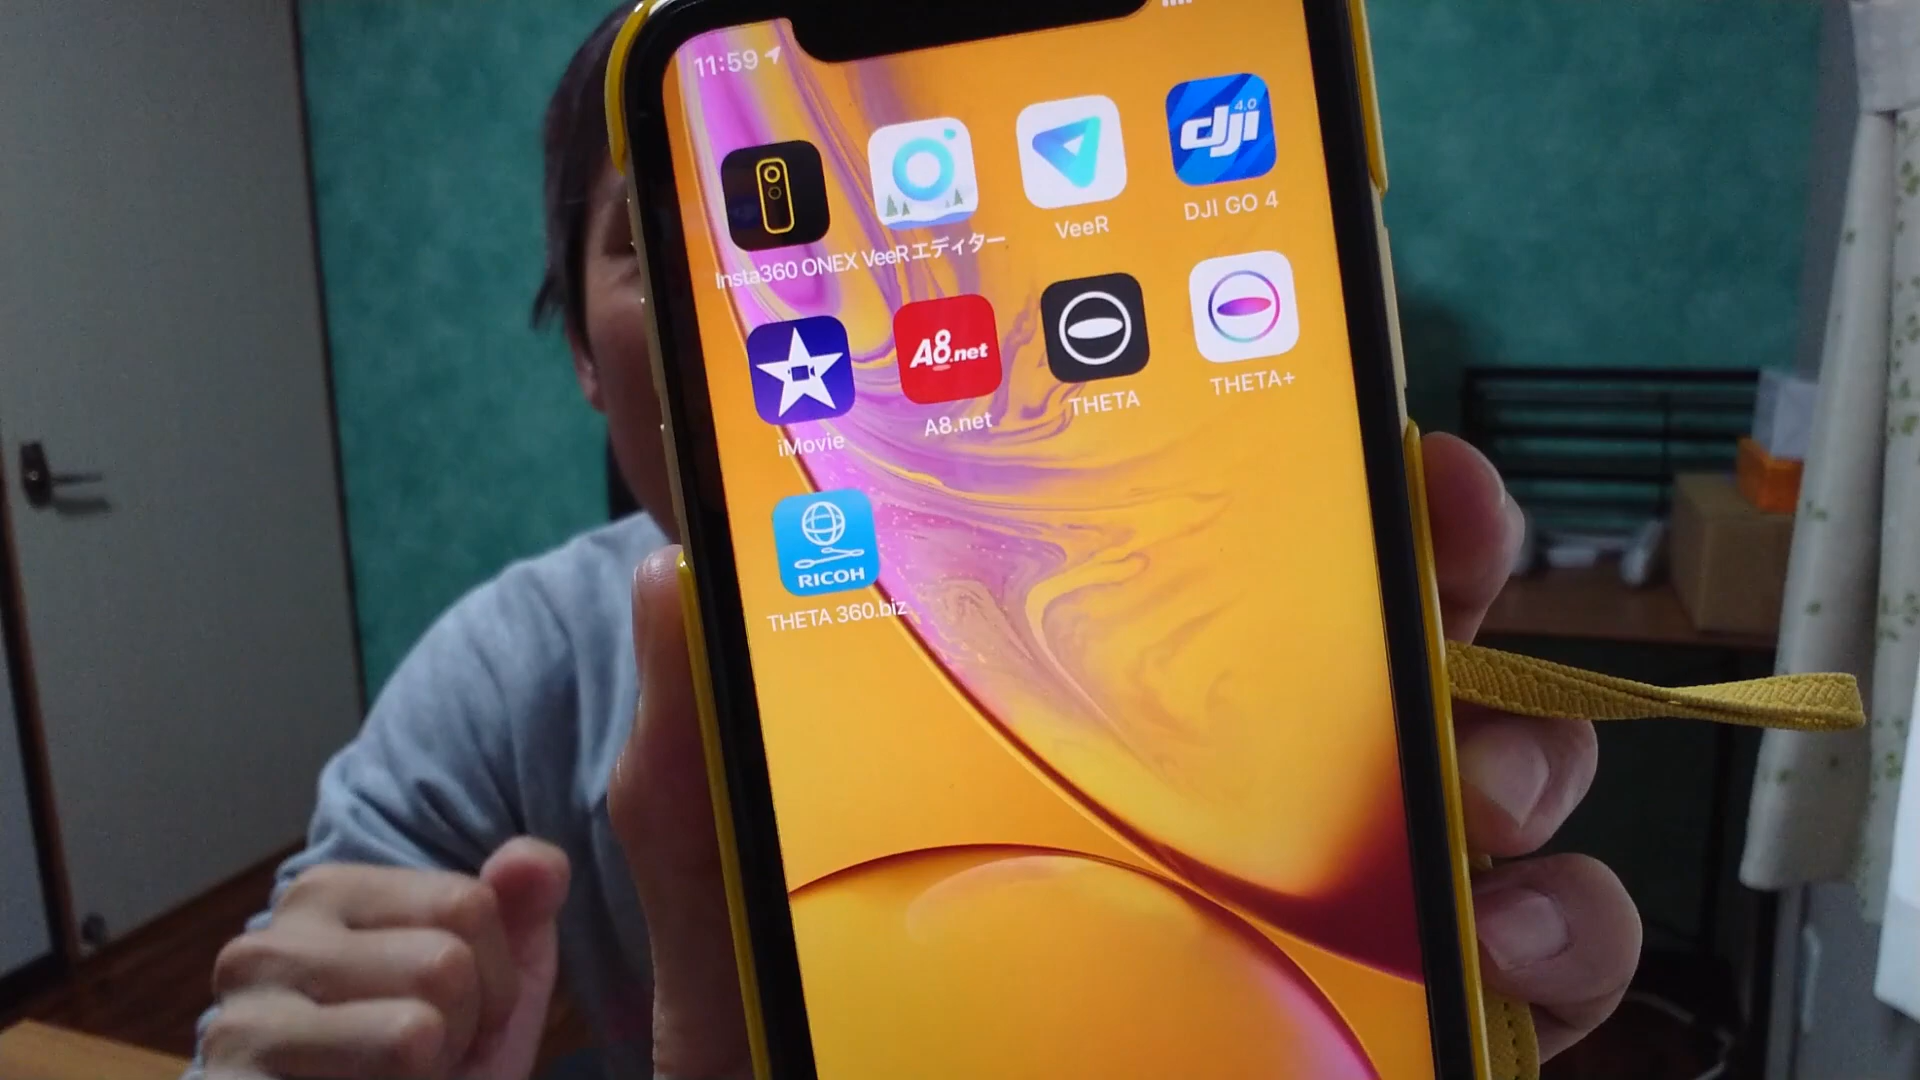 11:59
4.0
dji
Insta360 ONEX VeeRエディター VeeR DJI GO 4
A8.net
iMovie A8.net THETA THETA+
RICOH
THETA 360.biz